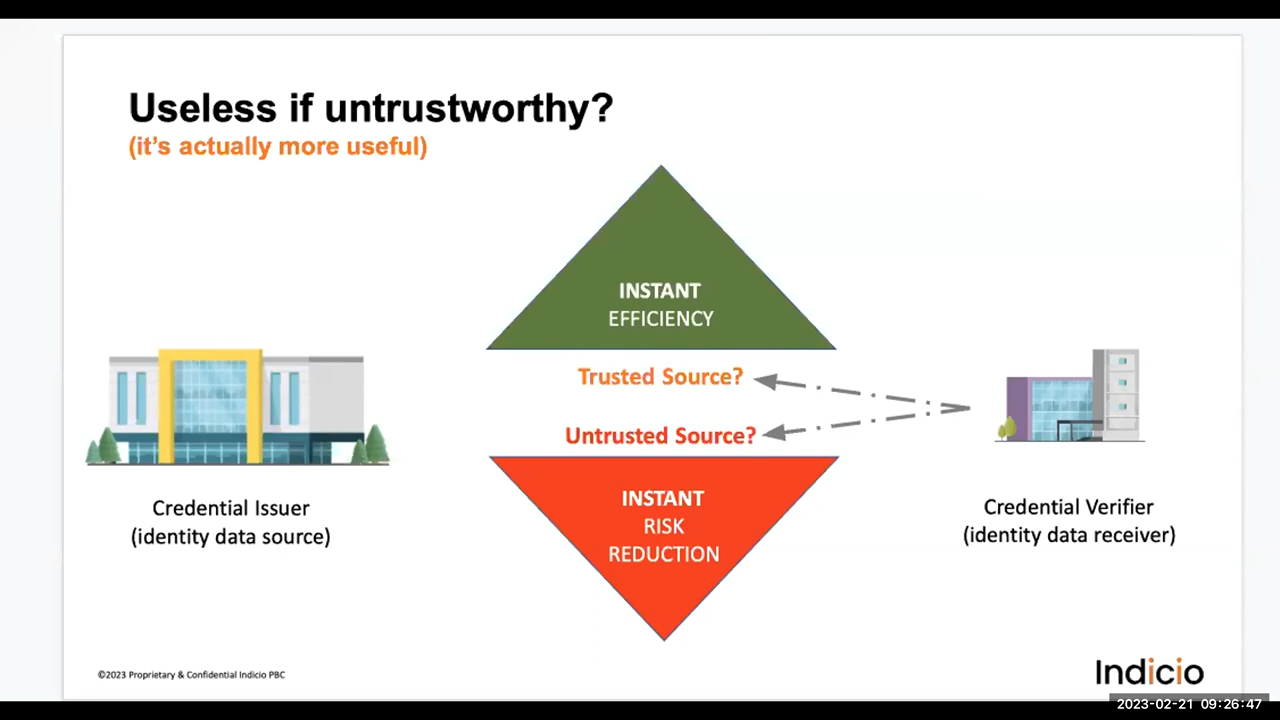 Useless if untrustworthy?
(it's actually more useful)
INSTANT
EFFICIENCY
Trusted Source?
Untrusted Source?
INSTANT
RISK
REDUCTION
Credential Issuer
(identity data source)
Credential Verifier
(identity data receiver)
©2023 Proprietary & Confidential Indicio PBC
Indicio
2023-02-21 09:26:47